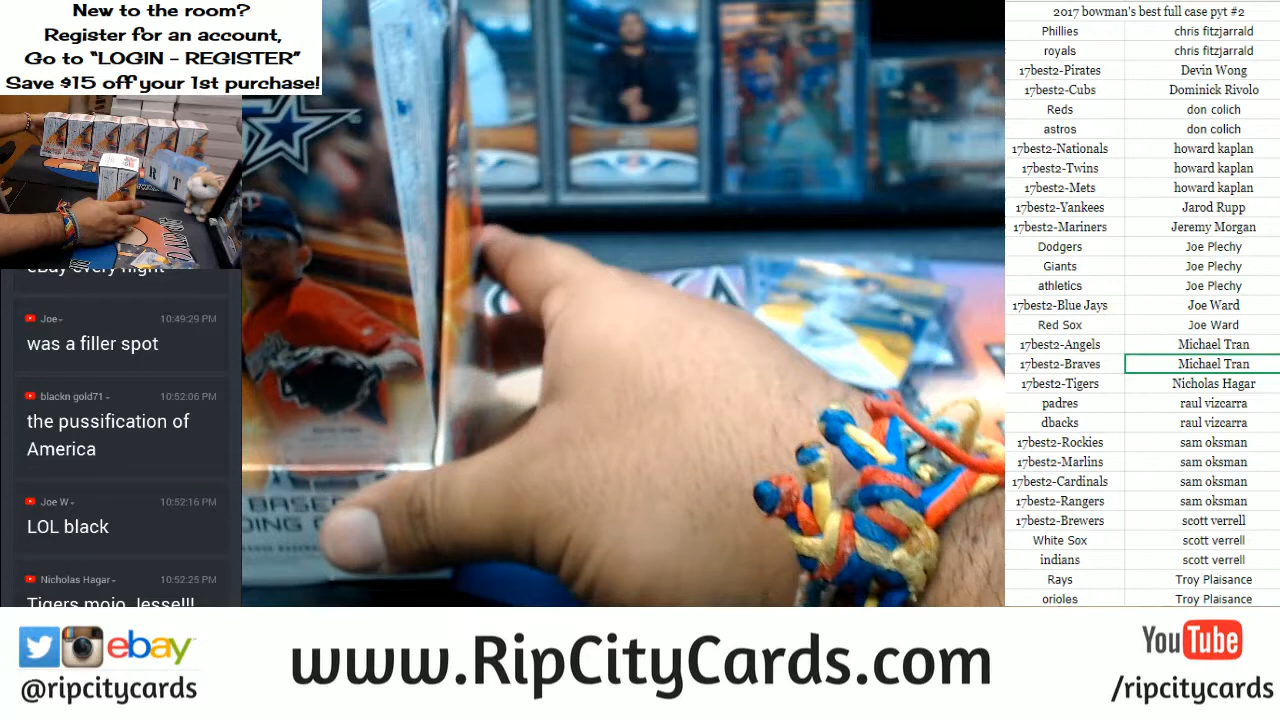 New to the room?
Register for an account,
Go to “LOGIN - REGISTER”
Save $15 off your 1st purchase!
eBay every night
Joe
10:49:29 PM
was a filler spot
blackn gold71
10:52:06 PM
the pussification of
America
Joe W
10:52:16 PM
LOL black
Nicholas Hagar
10:52:25 PM
Tigers mojo Jesse!!!
R T
BASE
DING C
2017 bowman's best full case pyt #2
Phillies chris fitzjarrald
royals chris fitzjarrald
17best2-Pirates Devin Wong
17best2-Cubs Dominick Rivolo
Reds don colich
astros don colich
17best2-Nationals howard kaplan
17best2-Twins howard kaplan
17best2-Mets howard kaplan
17best2-Yankees Jarod Rupp
17best2-Mariners Jeremy Morgan
Dodgers Joe Plechy
Giants Joe Plechy
athletics Joe Plechy
17best2-Blue Jays Joe Ward
Red Sox Joe Ward
17best2-Angels Michael Tran
17best2-Braves Michael Tran
17best2-Tigers Nicholas Hagar
padres raul vizcarra
dbacks raul vizcarra
17best2-Rockies sam oksman
17best2-Marlins sam oksman
17best2-Cardinals sam oksman
17best2-Rangers sam oksman
17best2-Brewers scott verrell
White Sox scott verrell
indians scott verrell
Rays Troy Plaisance
orioles Troy Plaisance
ebay
@ripcitycards
www.RipCityCards.com
YouTube
/ripcitycards